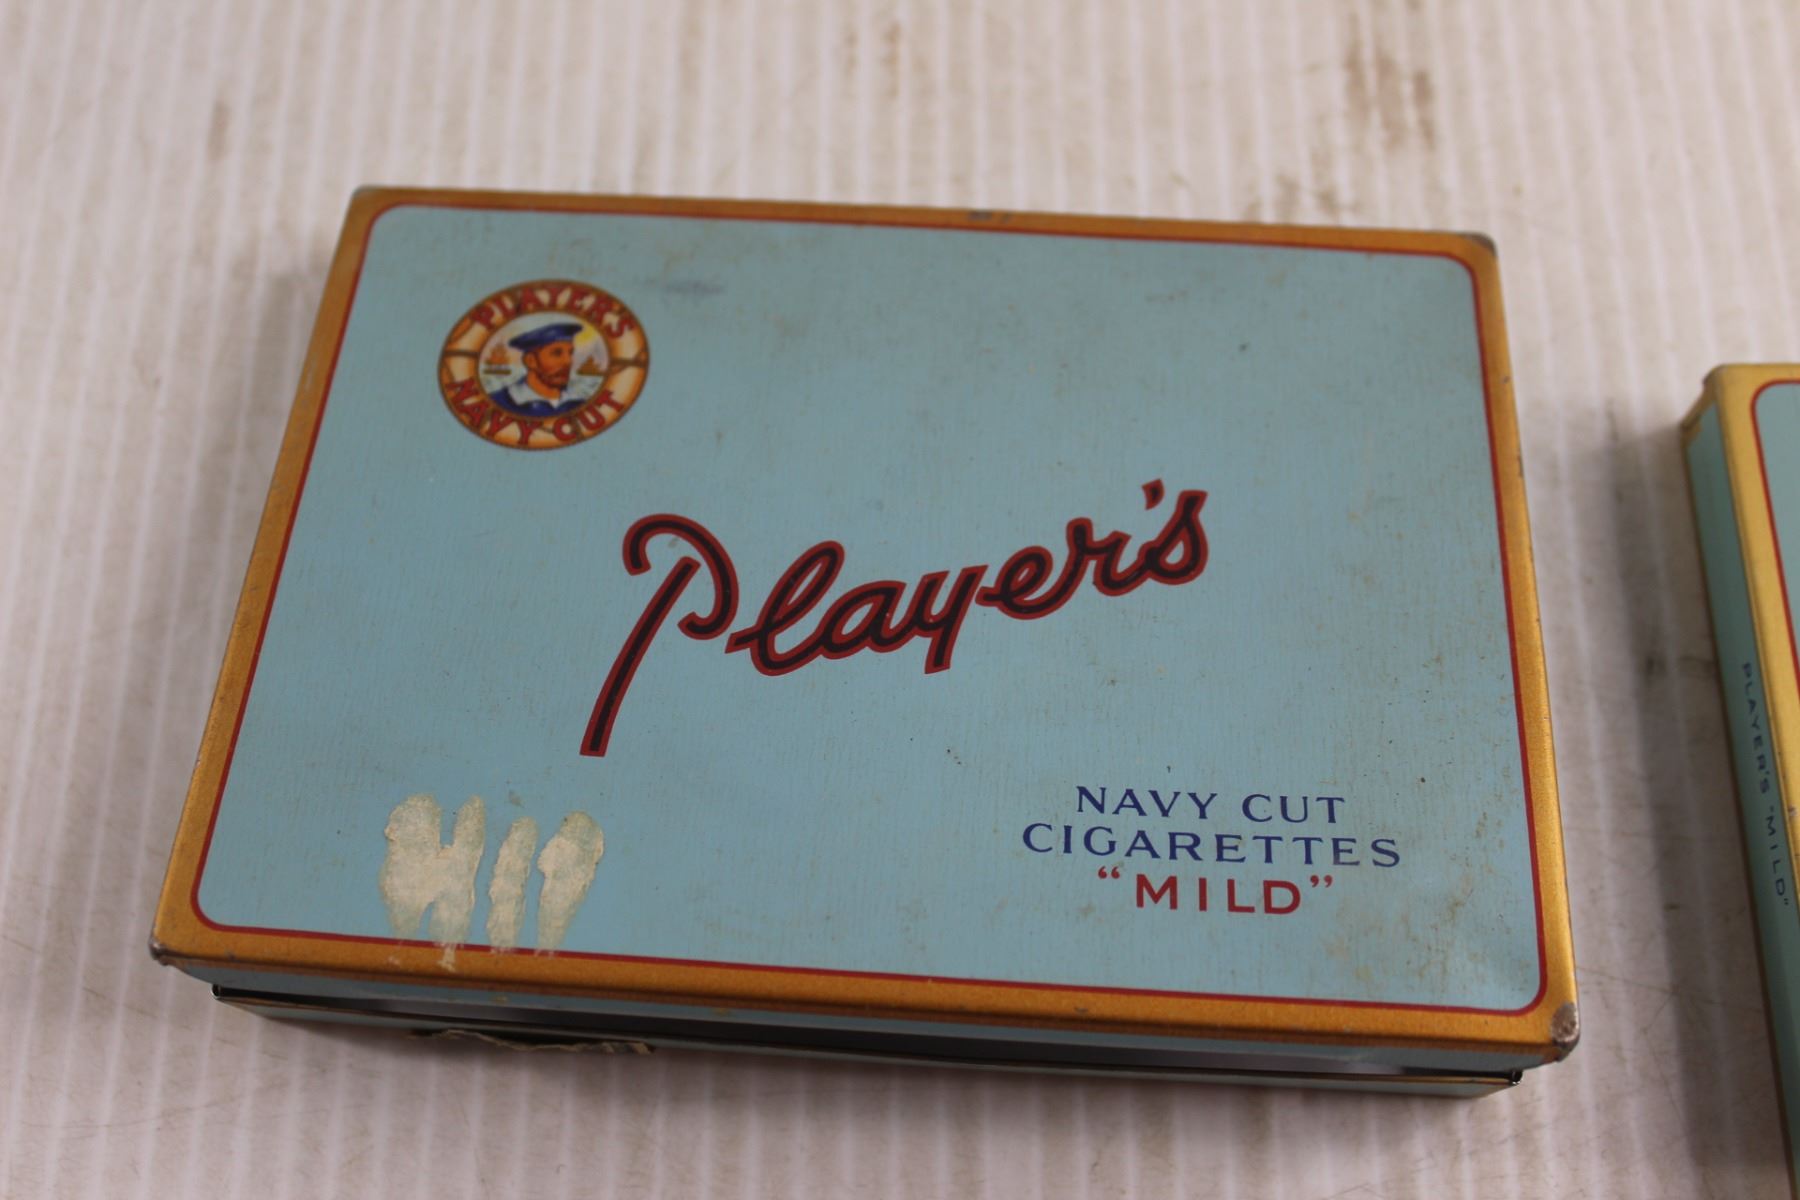 PLAYER'S
NAVY CUT
Player's
NAVY CUT
CIGARETTES
"MILD"
PLAYER'S "MILD"